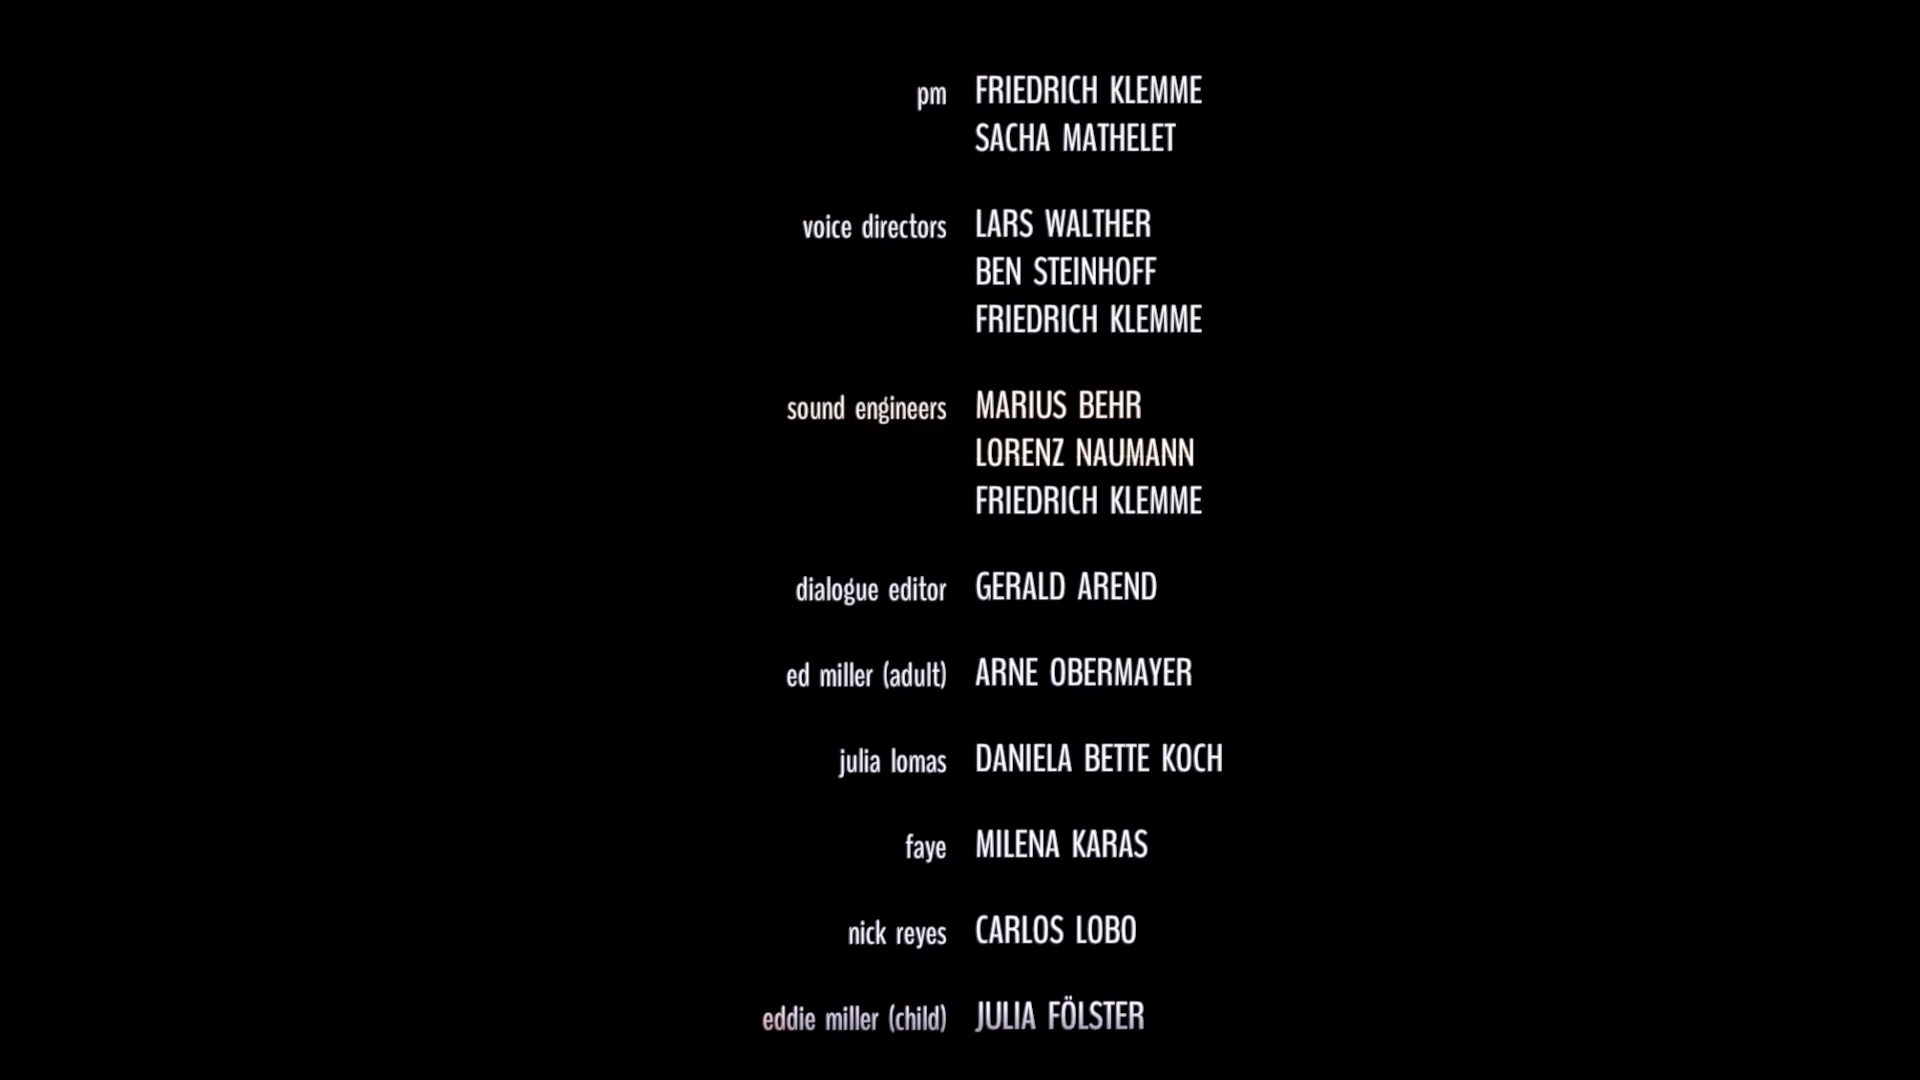 pm FRIEDRICH KLEMME
SACHA MATHELET
voice directors LARS WALTHER
BEN STEINHOFF
FRIEDRICH KLEMME
sound engineers MARIUS BEHR
LORENZ NAUMANN
FRIEDRICH KLEMME
dialogue editor GERALD AREND
ed miller (adult) ARNE OBERMAYER
julia lomas DANIELA BETTE KOCH
faye MILENA KARAS
nick reyes CARLOS LOBO
eddie miller (child) JULIA FÖLSTER